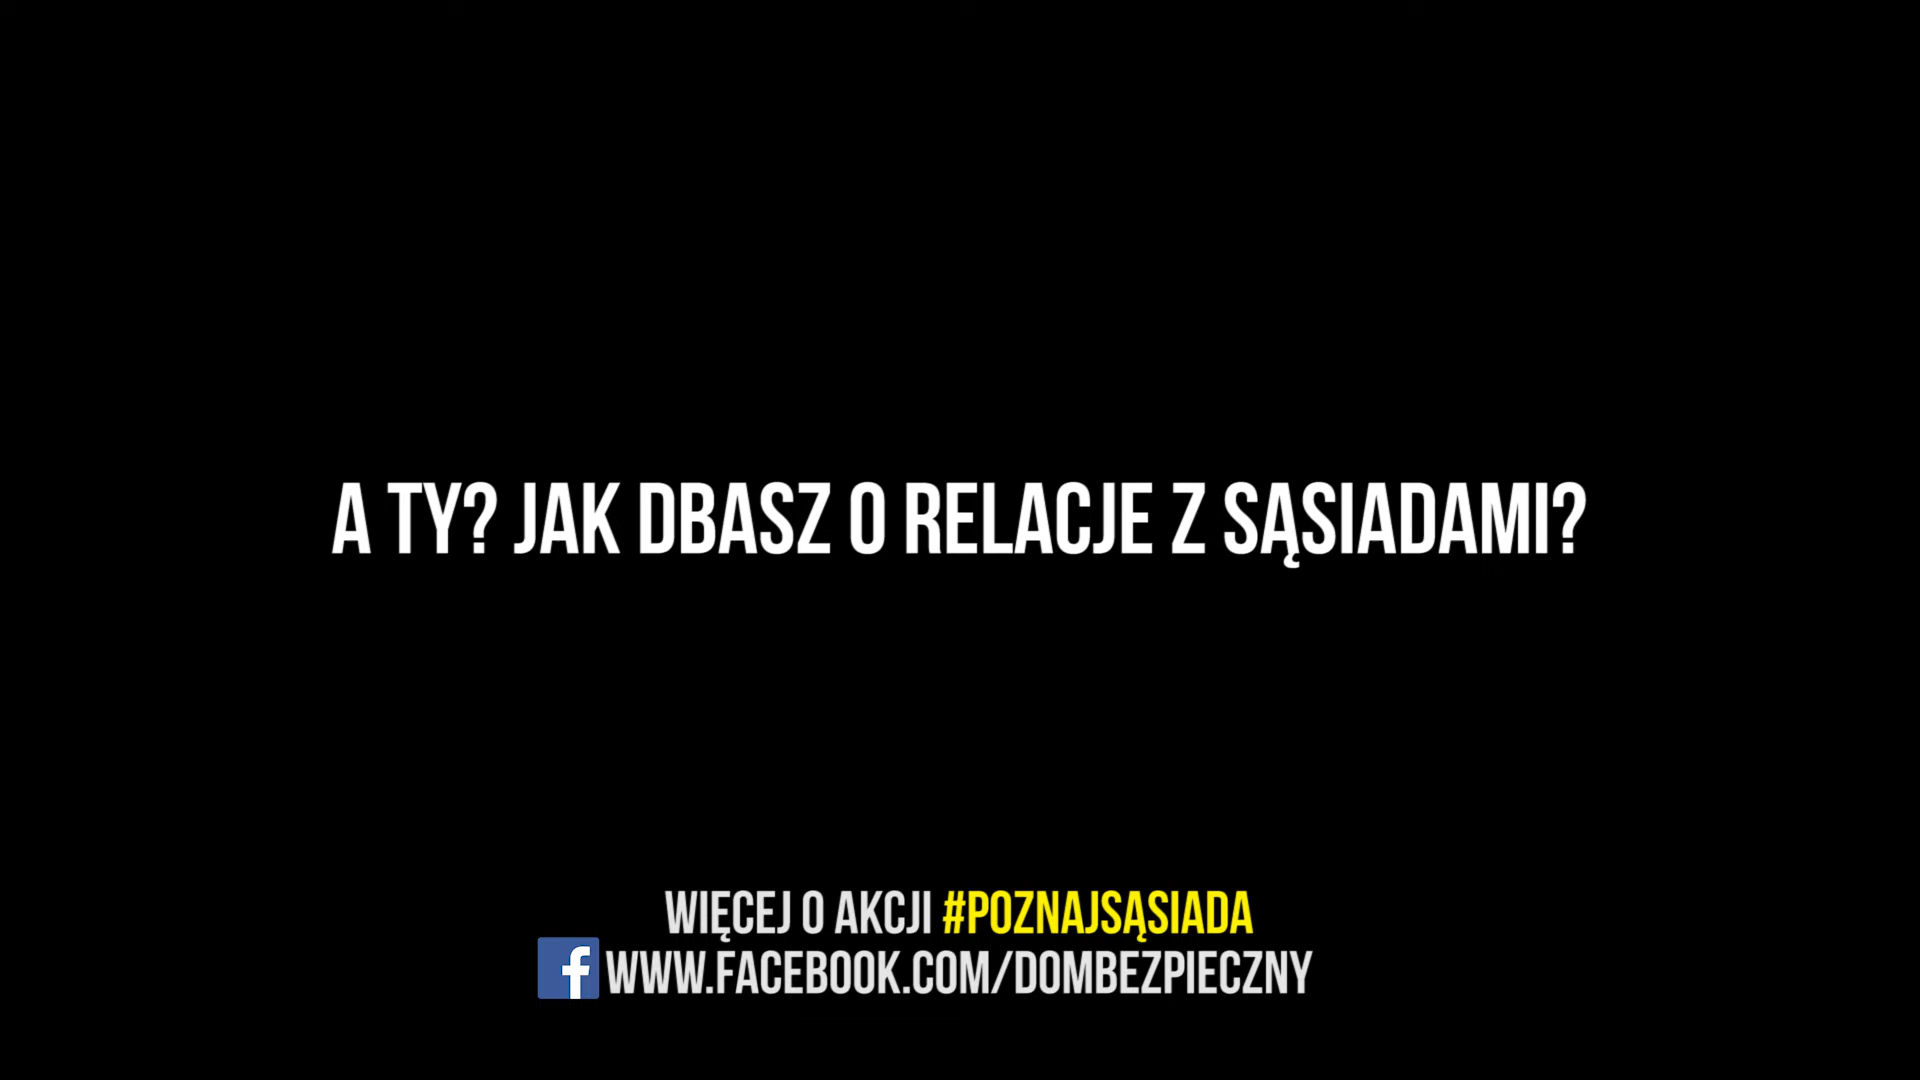 A TY? JAK DBASZ O RELACJE Z SĄSIADAMI?
WIĘCEJ O AKCJI #POZNAJSĄSIADA
WWW.FACEBOOK.COM/DOMBEZPIECZNY